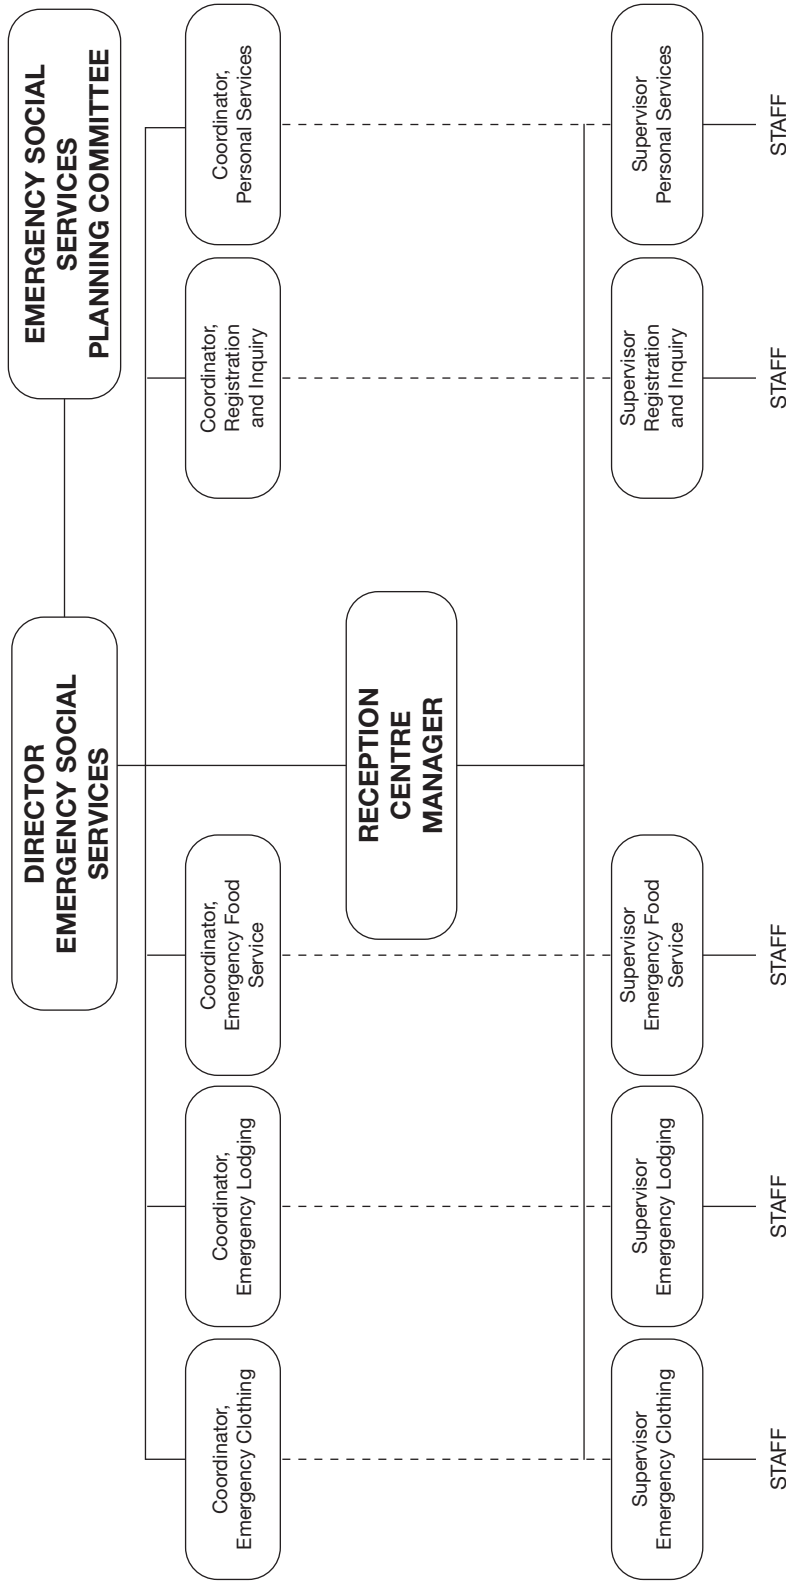 DIRECTOR
EMERGENCY SOCIAL
SERVICES
EMERGENCY SOCIAL
SERVICES
PLANNING COMMITTEE
Coordinator,
Emergency Clothing
Coordinator,
Emergency Lodging
Coordinator,
Emergency Food
Service
Coordinator,
Registration
and Inquiry
Coordinator,
Personal Services
RECEPTION
CENTRE
MANAGER
Supervisor
Emergency Clothing
Supervisor
Emergency Lodging
Supervisor
Emergency Food
Service
Supervisor
Registration
and Inquiry
Supervisor
Personal Services
STAFF
STAFF
STAFF
STAFF
STAFF